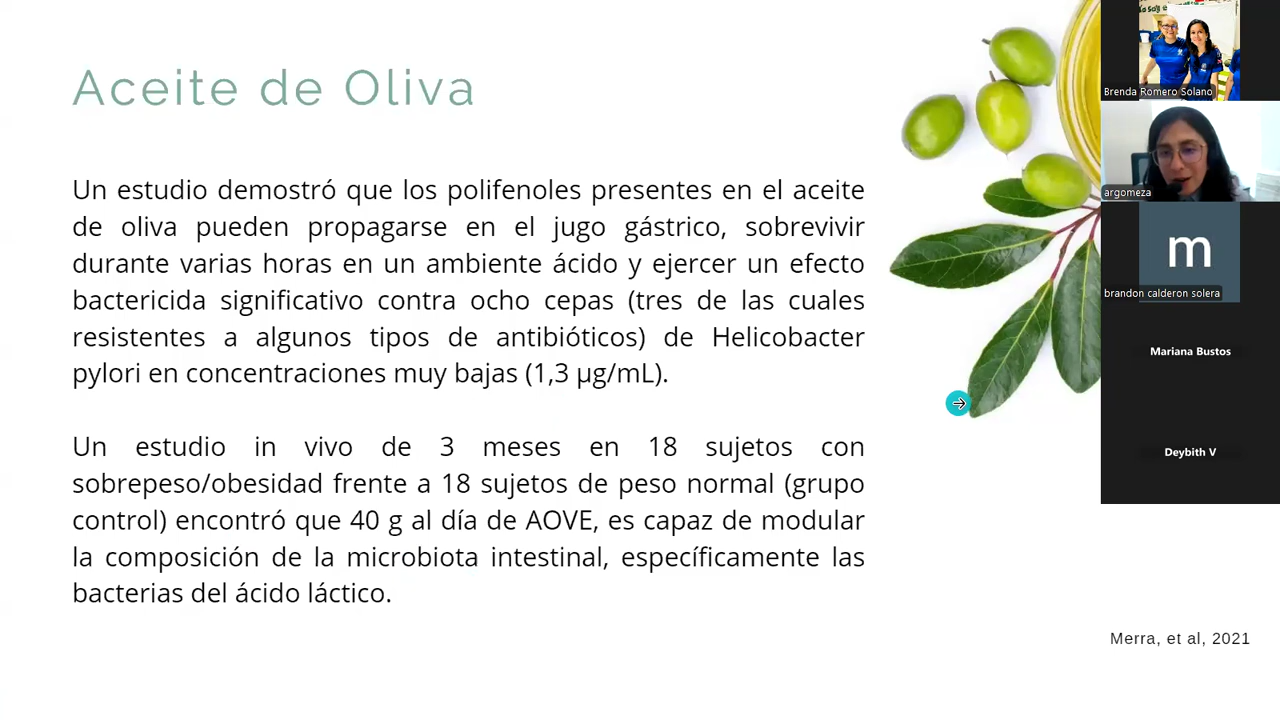 Aceite de Oliva
Un estudio demostró que los polifenoles presentes en el aceite
de oliva pueden propagarse en el jugo gástrico, sobrevivir
durante varias horas en un ambiente ácido y ejercer un efecto
bactericida significativo contra ocho cepas (tres de las cuales
resistentes a algunos tipos de antibióticos) de Helicobacter
pylori en concentraciones muy bajas (1,3 μg/mL).
Un estudio in vivo de 3 meses en 18 sujetos con
sobrepeso/obesidad frente a 18 sujetos de peso normal (grupo
control) encontró que 40 g al día de AOVE, es capaz de modular
la composición de la microbiota intestinal, específicamente las
bacterias del ácido láctico.
Merra, et al, 2021
Brenda Romero Solano
argomeza
m
brandon calderon solera
Mariana Bustos
Deybith V